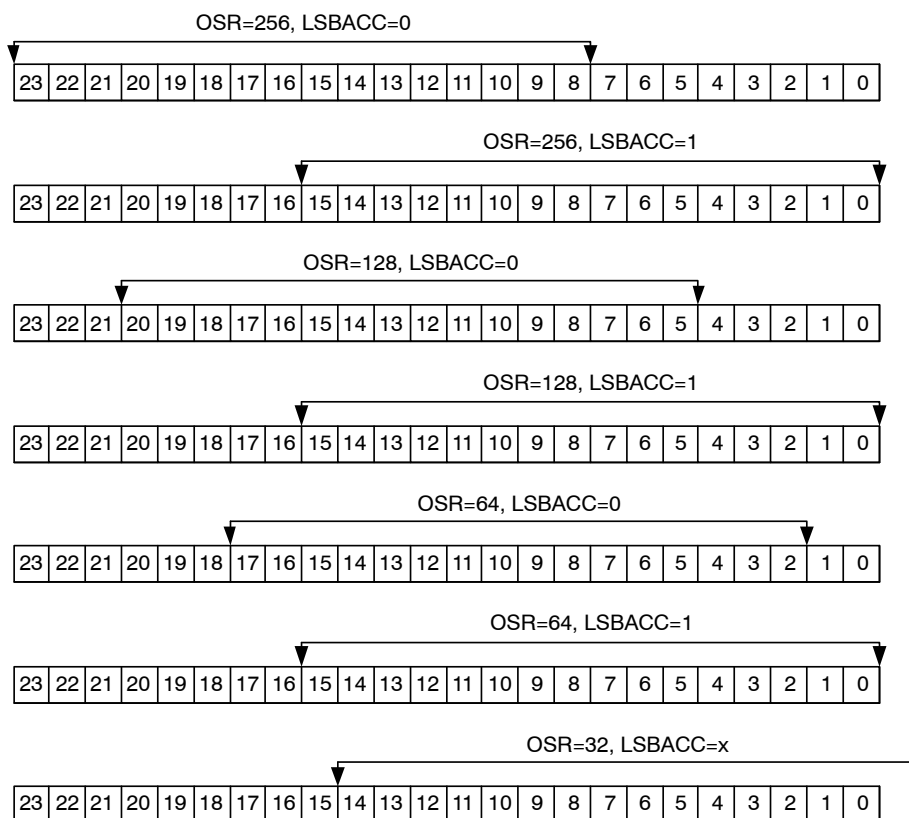 OSR=256, LSBACC=0
23 22 21 20 19 18 17 16 15 14 13 12 11 10 9 8 7 6 5 4 3 2 1 0
OSR=256, LSBACC=1
23 22 21 20 19 18 17 16 15 14 13 12 11 10 9 8 7 6 5 4 3 2 1 0
OSR=128, LSBACC=0
23 22 21 20 19 18 17 16 15 14 13 12 11 10 9 8 7 6 5 4 3 2 1 0
OSR=128, LSBACC=1
23 22 21 20 19 18 17 16 15 14 13 12 11 10 9 8 7 6 5 4 3 2 1 0
OSR=64, LSBACC=0
23 22 21 20 19 18 17 16 15 14 13 12 11 10 9 8 7 6 5 4 3 2 1 0
OSR=64, LSBACC=1
23 22 21 20 19 18 17 16 15 14 13 12 11 10 9 8 7 6 5 4 3 2 1 0
OSR=32, LSBACC=x
23 22 21 20 19 18 17 16 15 14 13 12 11 10 9 8 7 6 5 4 3 2 1 0